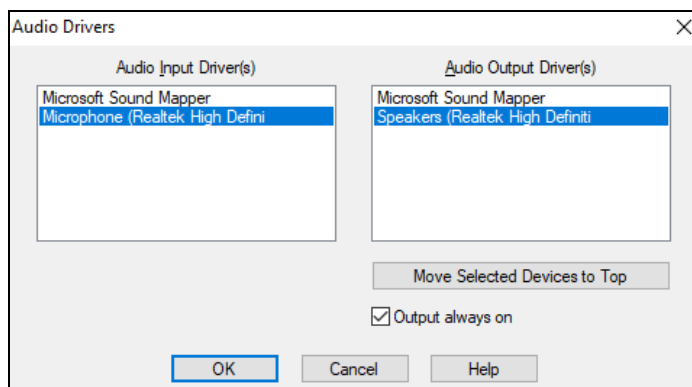 Audio Drivers
Audio Input Driver(s)
Microsoft Sound Mapper
Microphone (Realtek High Defini
Audio Output Driver(s)
Microsoft Sound Mapper
Speakers (Realtek High Definiti
Move Selected Devices to Top
Output always on
OK Cancel Help